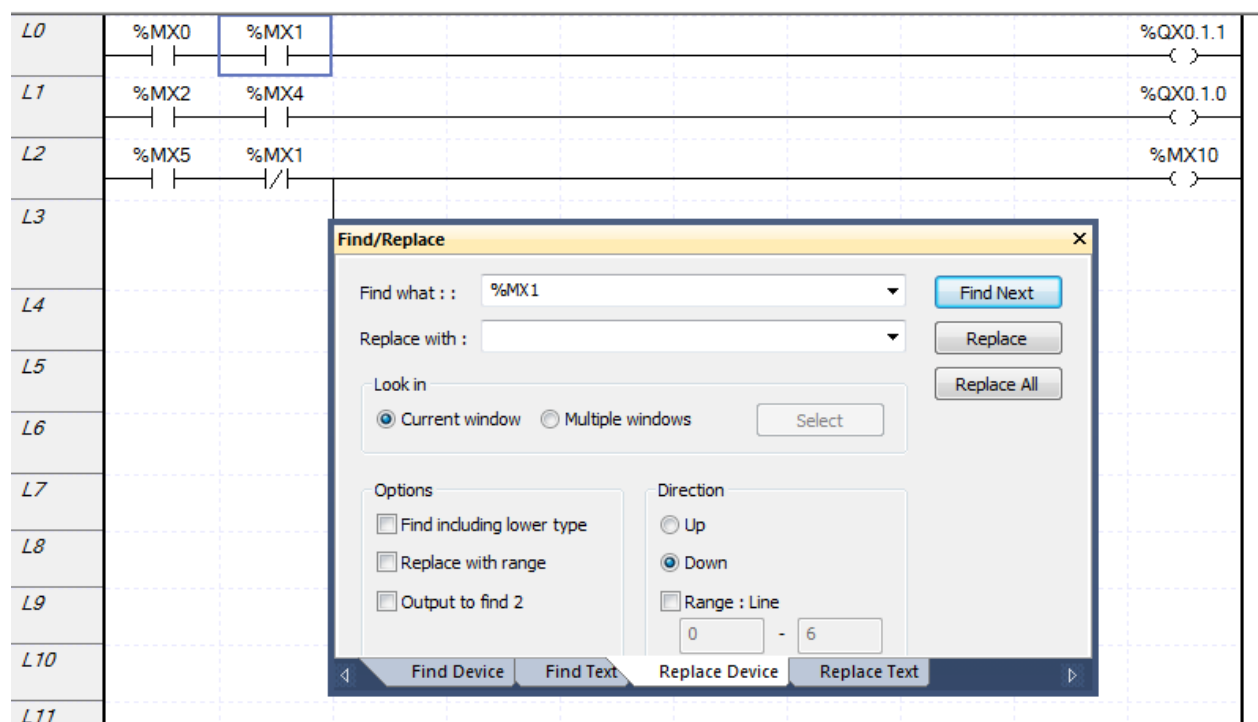 L0 %MX0 %MX1 %QX0.1.1
L1 %MX2 %MX4 %QX0.1.0
L2 %MX5 %MX1 %MX10
L3
Find/Replace
Find what : : %MX1 Find Next
L4
Replace with : Replace
L5
Look in Replace All
Current window Multiple windows Select
L6
L7
Options Direction
Find including lower type Up
L8
Replace with range Down
L9
Output to find 2 Range : Line
0 - 6
L10
Find Device Find Text Replace Device Replace Text
L11